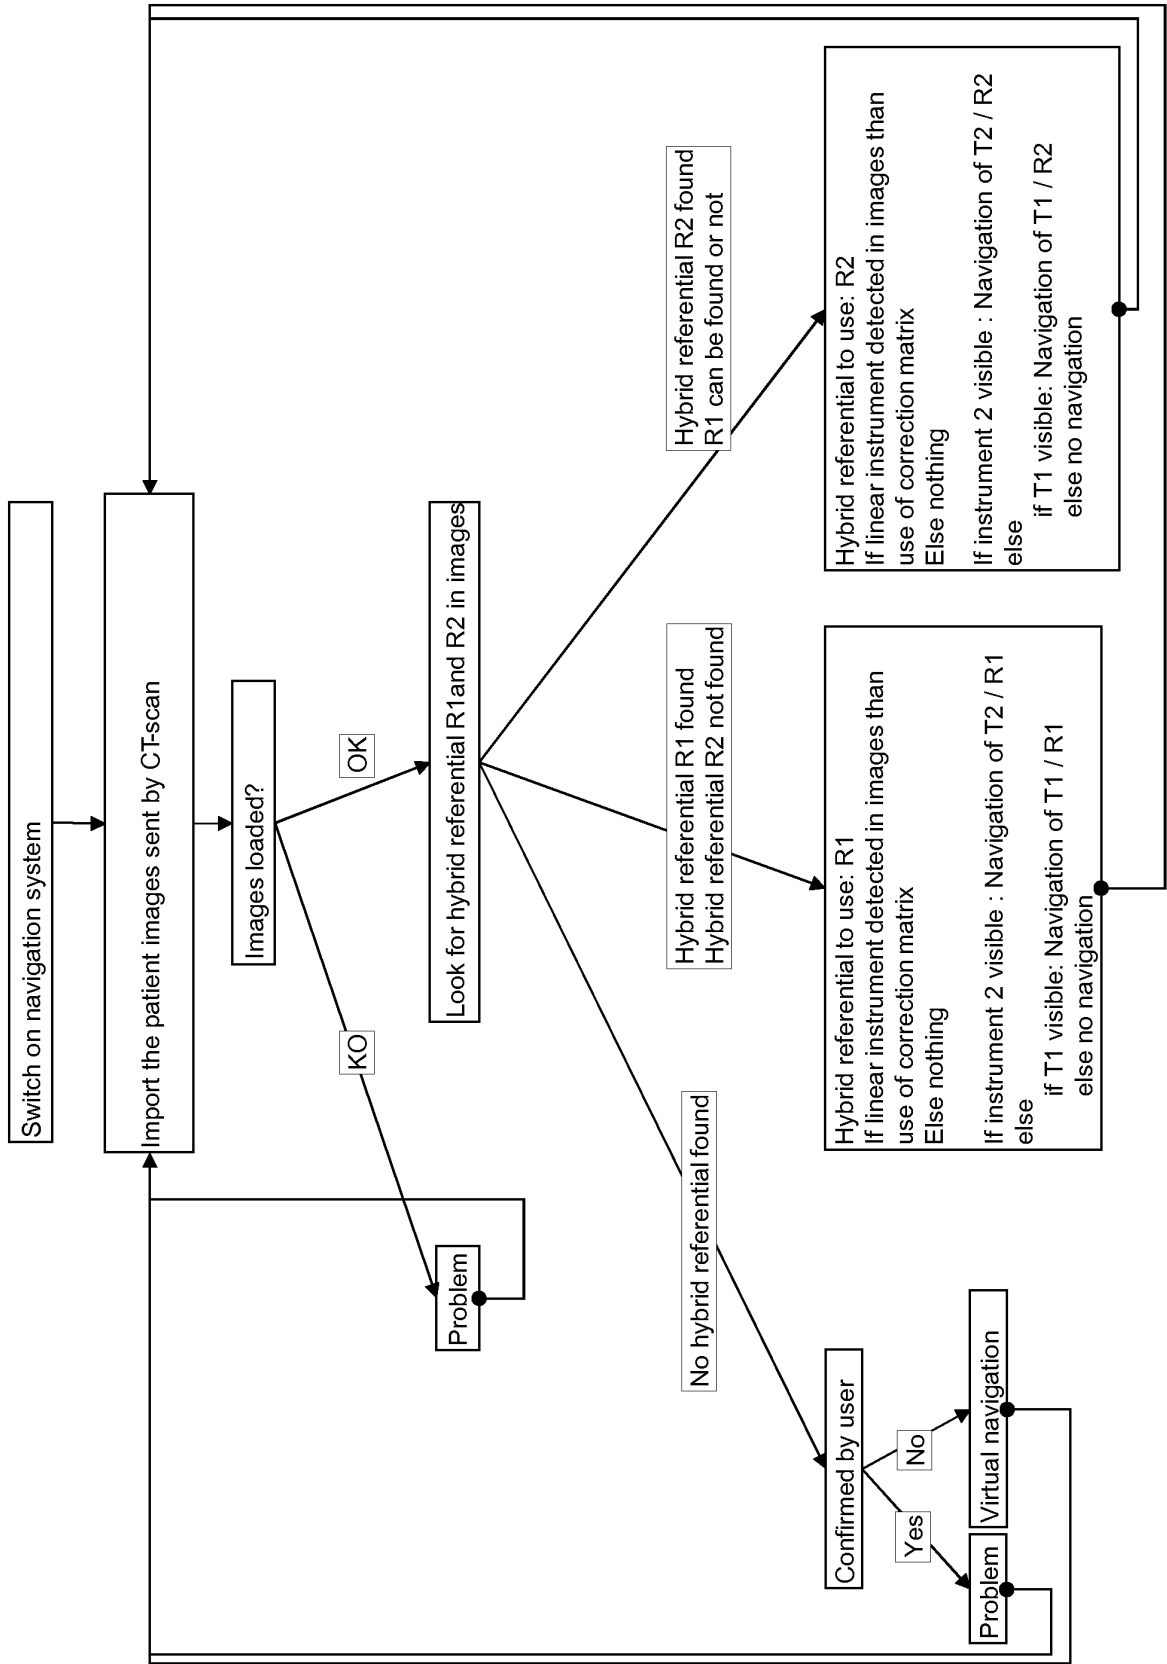 Switch on navigation system
Import the patient images sent by CT-scan
Images loaded?
KO
OK
Problem
Look for hybrid referential R1and R2 in images
No hybrid referential found
Hybrid referential R1 found
Hybrid referential R2 not found
Hybrid referential R2 found
R1 can be found or not
Confirmed by user
Yes
No
Problem
Virtual navigation
Hybrid referential to use: R1
If linear instrument detected in images than
use of correction matrix
Else nothing
If instrument 2 visible : Navigation of T2 / R1
else
if T1 visible: Navigation of T1 / R1
else no navigation
Hybrid referential to use: R2
If linear instrument detected in images than
use of correction matrix
Else nothing
If instrument 2 visible : Navigation of T2 / R2
else
if T1 visible: Navigation of T1 / R2
else no navigation